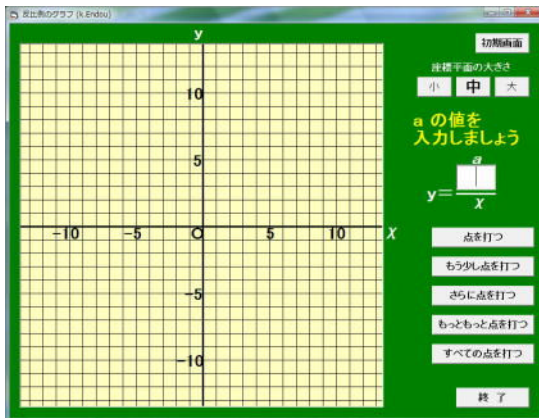 反比例のグラフ (k.Endou)
初期画面
座標平面の大きさ
小 中 大
a の値を
入力しましょう
a
y=
x
点を打つ
もう少し点を打つ
さらに点を打つ
もっともっと点を打つ
すべての点を打つ
終 了
y
10
5
-10 -5 O 5 10 x
-5
-10